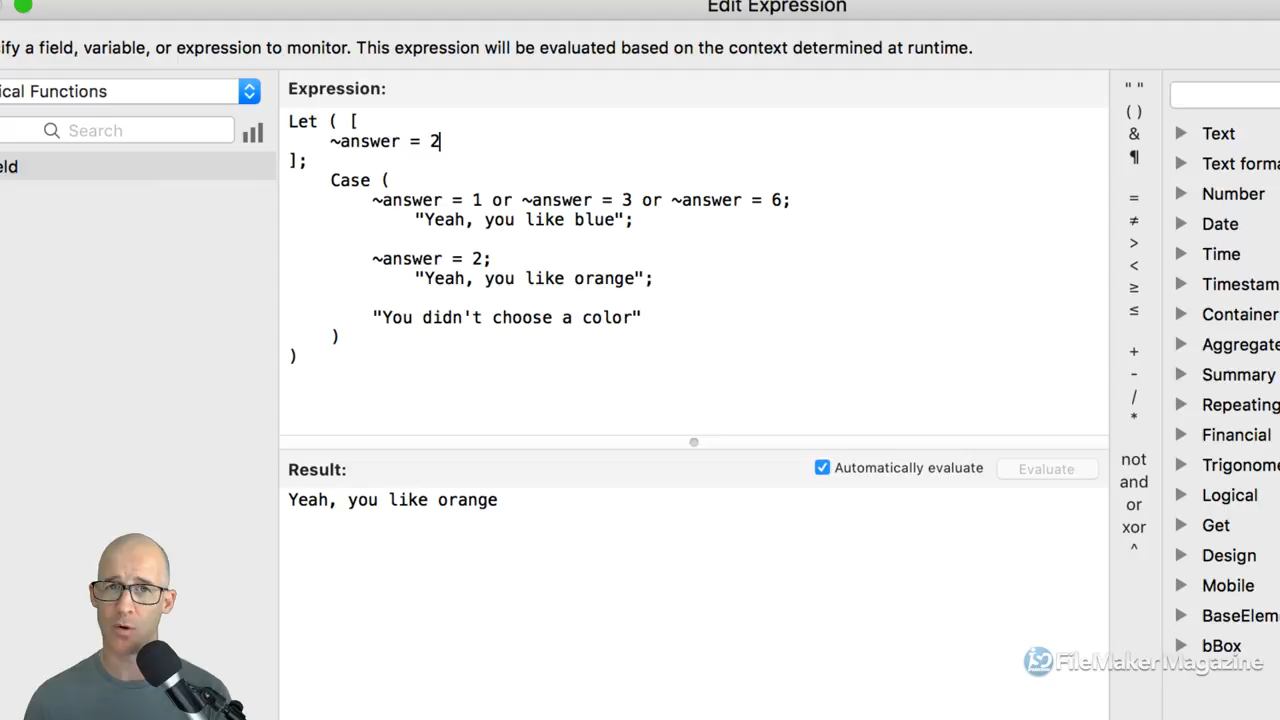 Edit Expression
ify a field, variable, or expression to monitor. This expression will be evaluated based on the context determined at runtime.
ical Functions
Expression:
Search
eld
Let ( [
~answer = 2
];
Case (
~answer = 1 or ~answer = 3 or ~answer = 6;
"Yeah, you like blue";
~answer = 2;
"Yeah, you like orange";
"You didn't choose a color"
)
)
Result:
Automatically evaluate
Evaluate
Yeah, you like orange
" "
( )
&
¶
=
≠
>
<
≥
≤
+
-
/
*
not
and
or
xor
^
Text
Text forma
Number
Date
Time
Timestam
Container
Aggregate
Summary
Repeating
Financial
Trigonome
Logical
Get
Design
Mobile
BaseElem
bBox
FileMaker Magazine